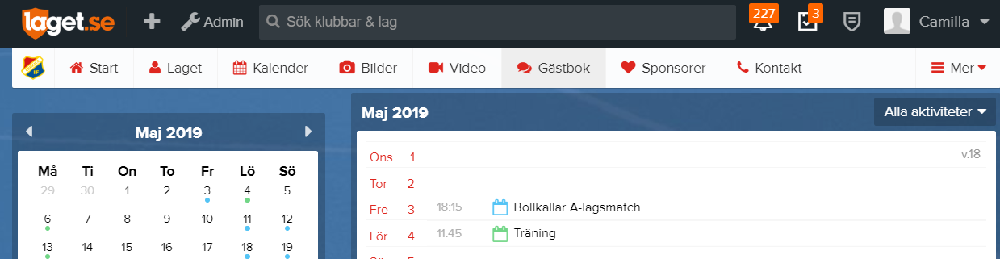 laget.se Admin Sök klubbar & lag 227 3 Camilla
IF Start Laget Kalender Bilder Video Gästbok Sponsorer Kontakt Mer
Maj 2019
Må Ti On To Fr Lö Sö
29 30 1 2 3 4 5
6 7 8 9 10 11 12
13 14 15 16 17 18 19
Maj 2019 Alla aktiviteter
Ons 1 v.18
Tor 2
Fre 3 18:15 Bollkallar A-lagsmatch
Lör 4 11:45 Träning